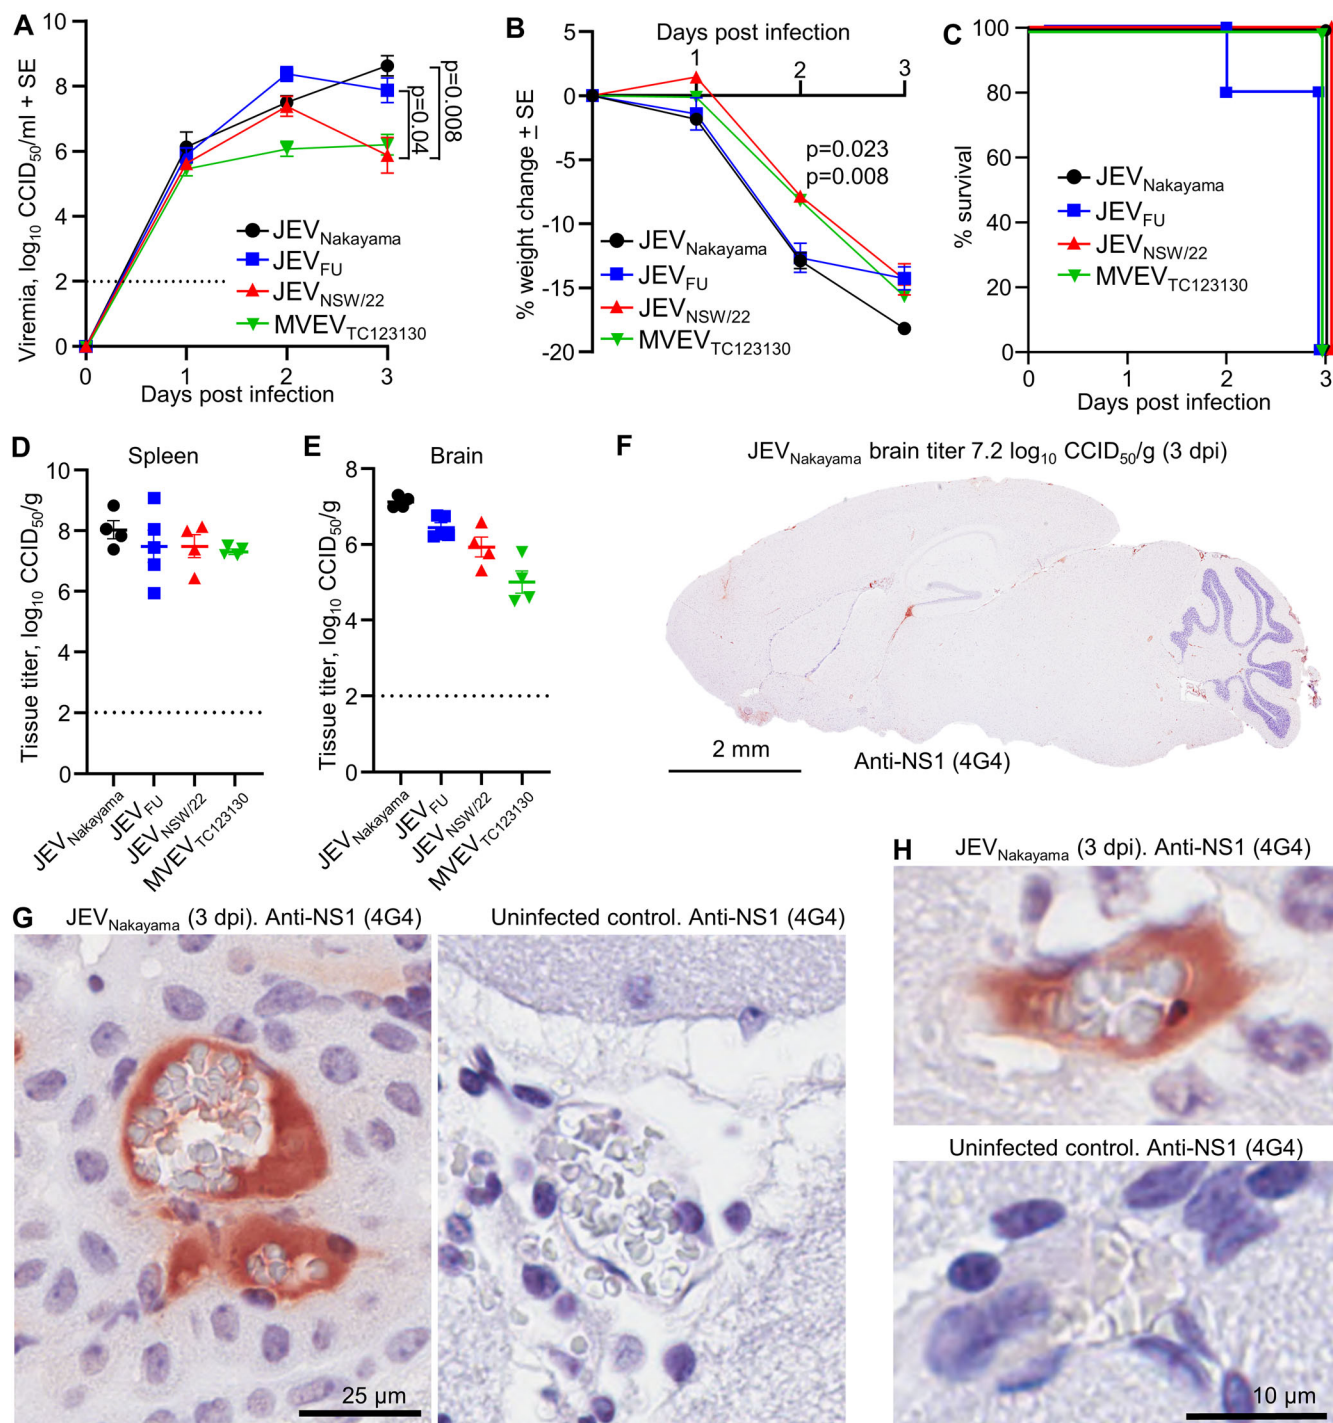 A
Viremia, log10 CCID50/ml + SE
10
8
6
4
2
0
0
1
2
3
Days post infection
p=0.04
p=0.008
JEVNakayama
JEVFU
JEVNSW/22
MVEVTC123130
B
Days post infection
1
2
3
% weight change ± SE
5
0
-5
-10
-15
-20
p=0.023
p=0.008
JEVNakayama
JEVFU
JEVNSW/22
MVEVTC123130
C
% survival
100
80
60
40
20
0
0
1
2
3
Days post infection
JEVNakayama
JEVFU
JEVNSW/22
MVEVTC123130
D
Spleen
Tissue titer, log10 CCID50/g
10
8
6
4
2
0
JEVNakayama
JEVFU
JEVNSW/22
MVEVTC123130
E
Brain
Tissue titer, log10 CCID50/g
8
6
4
2
0
JEVNakayama
JEVFU
JEVNSW/22
MVEVTC123130
F
JEVNakayama brain titer 7.2 log10 CCID50/g (3 dpi)
2 mm
Anti-NS1 (4G4)
G
JEVNakayama (3 dpi). Anti-NS1 (4G4)
Uninfected control. Anti-NS1 (4G4)
25 µm
H
JEVNakayama (3 dpi). Anti-NS1 (4G4)
Uninfected control. Anti-NS1 (4G4)
10 µm